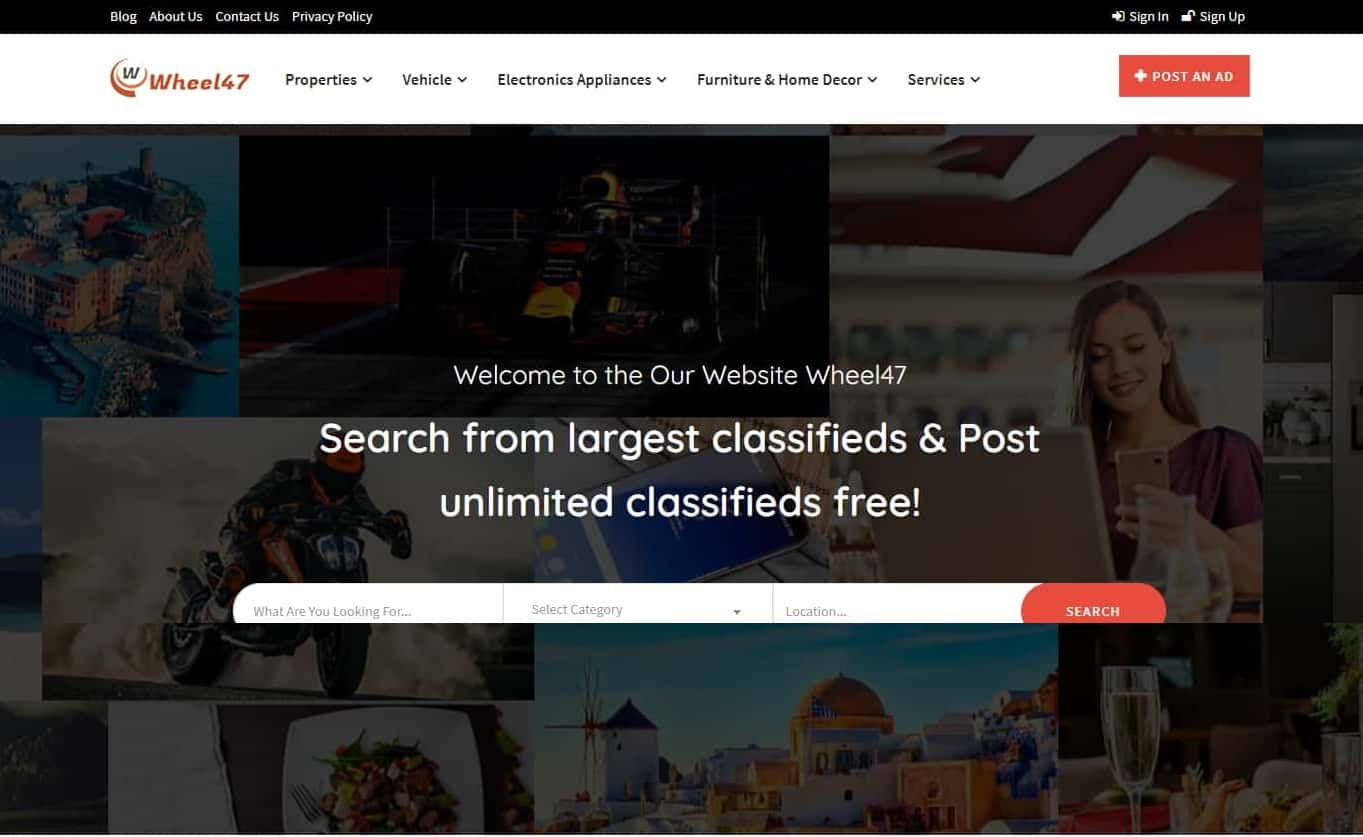 Blog About Us Contact Us Privacy Policy Sign In Sign Up
W Wheel47 Properties Vehicle Electronics Appliances Furniture & Home Decor Services POST AN AD
Welcome to the Our Website Wheel47
Search from largest classifieds & Post
unlimited classifieds free!
What Are You Looking For... Select Category Location... SEARCH